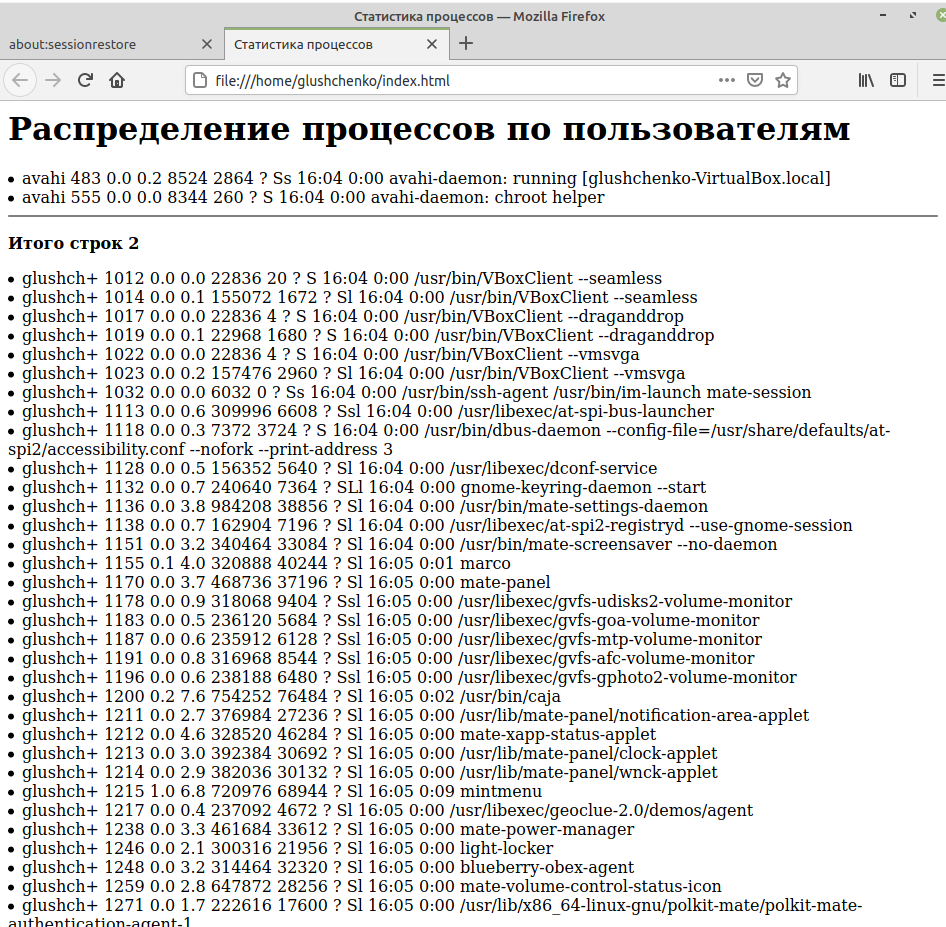 Статистика процессов — Mozilla Firefox
about:sessionrestore
Статистика процессов
file:///home/glushchenko/index.html
Распределение процессов по пользователям
• avahi 483 0.0 0.2 8524 2864 ? Ss 16:04 0:00 avahi-daemon: running [glushchenko-VirtualBox.local]
• avahi 555 0.0 0.0 8344 260 ? S 16:04 0:00 avahi-daemon: chroot helper
Итого строк 2
• glushch+ 1012 0.0 0.0 22836 20 ? S 16:04 0:00 /usr/bin/VBoxClient --seamless
• glushch+ 1014 0.0 0.1 155072 1672 ? Sl 16:04 0:00 /usr/bin/VBoxClient --seamless
• glushch+ 1017 0.0 0.0 22836 4 ? S 16:04 0:00 /usr/bin/VBoxClient --draganddrop
• glushch+ 1019 0.0 0.1 22968 1680 ? S 16:04 0:00 /usr/bin/VBoxClient --draganddrop
• glushch+ 1022 0.0 0.0 22836 4 ? S 16:04 0:00 /usr/bin/VBoxClient --vmsvga
• glushch+ 1023 0.0 0.2 157476 2960 ? Sl 16:04 0:00 /usr/bin/VBoxClient --vmsvga
• glushch+ 1032 0.0 0.0 6032 0 ? Ss 16:04 0:00 /usr/bin/ssh-agent /usr/bin/im-launch mate-session
• glushch+ 1113 0.0 0.6 309996 6608 ? Ssl 16:04 0:00 /usr/libexec/at-spi-bus-launcher
• glushch+ 1118 0.0 0.3 7372 3724 ? S 16:04 0:00 /usr/bin/dbus-daemon --config-file=/usr/share/defaults/at-
spi2/accessibility.conf --nofork --print-address 3
• glushch+ 1128 0.0 0.5 156352 5640 ? Sl 16:04 0:00 /usr/libexec/dconf-service
• glushch+ 1132 0.0 0.7 240640 7364 ? SLl 16:04 0:00 gnome-keyring-daemon --start
• glushch+ 1136 0.0 3.8 984208 38856 ? Sl 16:04 0:00 /usr/bin/mate-settings-daemon
• glushch+ 1138 0.0 0.7 162904 7196 ? Sl 16:04 0:00 /usr/libexec/at-spi2-registryd --use-gnome-session
• glushch+ 1151 0.0 3.2 340464 33084 ? Sl 16:04 0:00 /usr/bin/mate-screensaver --no-daemon
• glushch+ 1155 0.1 4.0 320888 40244 ? Sl 16:05 0:01 marco
• glushch+ 1170 0.0 3.7 468736 37196 ? Sl 16:05 0:00 mate-panel
• glushch+ 1178 0.0 0.9 318068 9404 ? Ssl 16:05 0:00 /usr/libexec/gvfs-udisks2-volume-monitor
• glushch+ 1183 0.0 0.5 236120 5684 ? Ssl 16:05 0:00 /usr/libexec/gvfs-goa-volume-monitor
• glushch+ 1187 0.0 0.6 235912 6128 ? Ssl 16:05 0:00 /usr/libexec/gvfs-mtp-volume-monitor
• glushch+ 1191 0.0 0.8 316968 8544 ? Ssl 16:05 0:00 /usr/libexec/gvfs-afc-volume-monitor
• glushch+ 1196 0.0 0.6 238188 6480 ? Ssl 16:05 0:00 /usr/libexec/gvfs-gphoto2-volume-monitor
• glushch+ 1200 0.2 7.6 754252 76484 ? Sl 16:05 0:02 /usr/bin/caja
• glushch+ 1211 0.0 2.7 376984 27236 ? Sl 16:05 0:00 /usr/lib/mate-panel/notification-area-applet
• glushch+ 1212 0.0 4.6 328520 46284 ? Sl 16:05 0:00 mate-xapp-status-applet
• glushch+ 1213 0.0 3.0 392384 30692 ? Sl 16:05 0:00 /usr/lib/mate-panel/clock-applet
• glushch+ 1214 0.0 2.9 382036 30132 ? Sl 16:05 0:00 /usr/lib/mate-panel/wnck-applet
• glushch+ 1215 1.0 6.8 720976 68944 ? Sl 16:05 0:09 mintmenu
• glushch+ 1217 0.0 0.4 237092 4672 ? Sl 16:05 0:00 /usr/libexec/geoclue-2.0/demos/agent
• glushch+ 1238 0.0 3.3 461684 33612 ? Sl 16:05 0:00 mate-power-manager
• glushch+ 1246 0.0 2.1 300316 21956 ? Sl 16:05 0:00 light-locker
• glushch+ 1248 0.0 3.2 314464 32320 ? Sl 16:05 0:00 blueberry-obex-agent
• glushch+ 1259 0.0 2.8 647872 28256 ? Sl 16:05 0:00 mate-volume-control-status-icon
• glushch+ 1271 0.0 1.7 222616 17600 ? Sl 16:05 0:00 /usr/lib/x86_64-linux-gnu/polkit-mate/polkit-mate-
authentication-agent-1